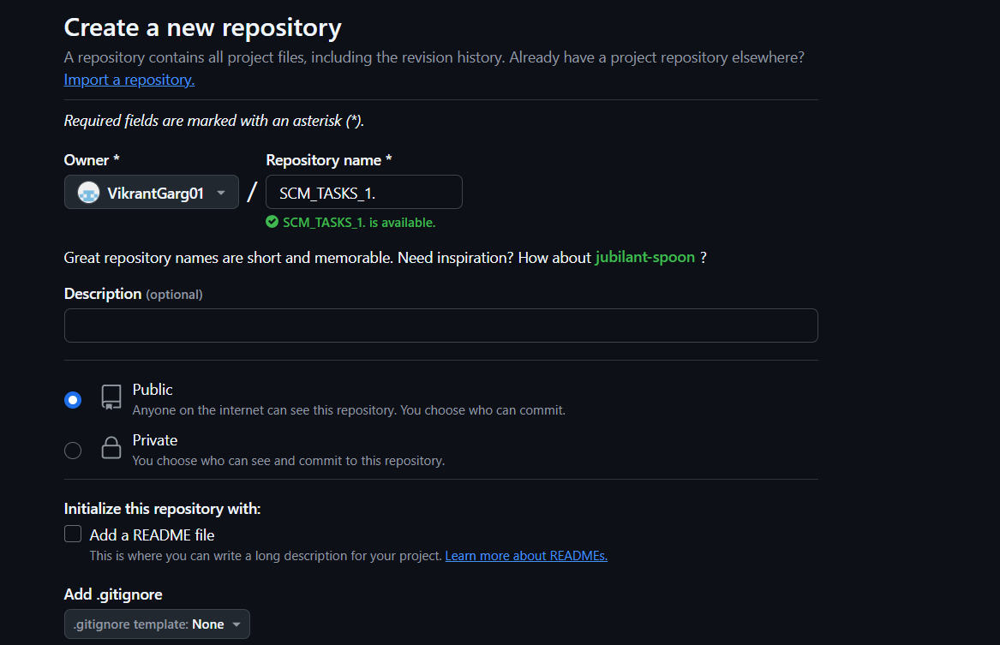 Create a new repository
A repository contains all project files, including the revision history. Already have a project repository elsewhere?
Import a repository.
Required fields are marked with an asterisk (*).
Owner * Repository name *
VikrantGarg01 / SCM_TASKS_1.
SCM_TASKS_1. is available.
Great repository names are short and memorable. Need inspiration? How about jubilant-spoon ?
Description (optional)
Public
Anyone on the internet can see this repository. You choose who can commit.
Private
You choose who can see and commit to this repository.
Initialize this repository with:
Add a README file
This is where you can write a long description for your project. Learn more about READMEs.
Add .gitignore
.gitignore template: None